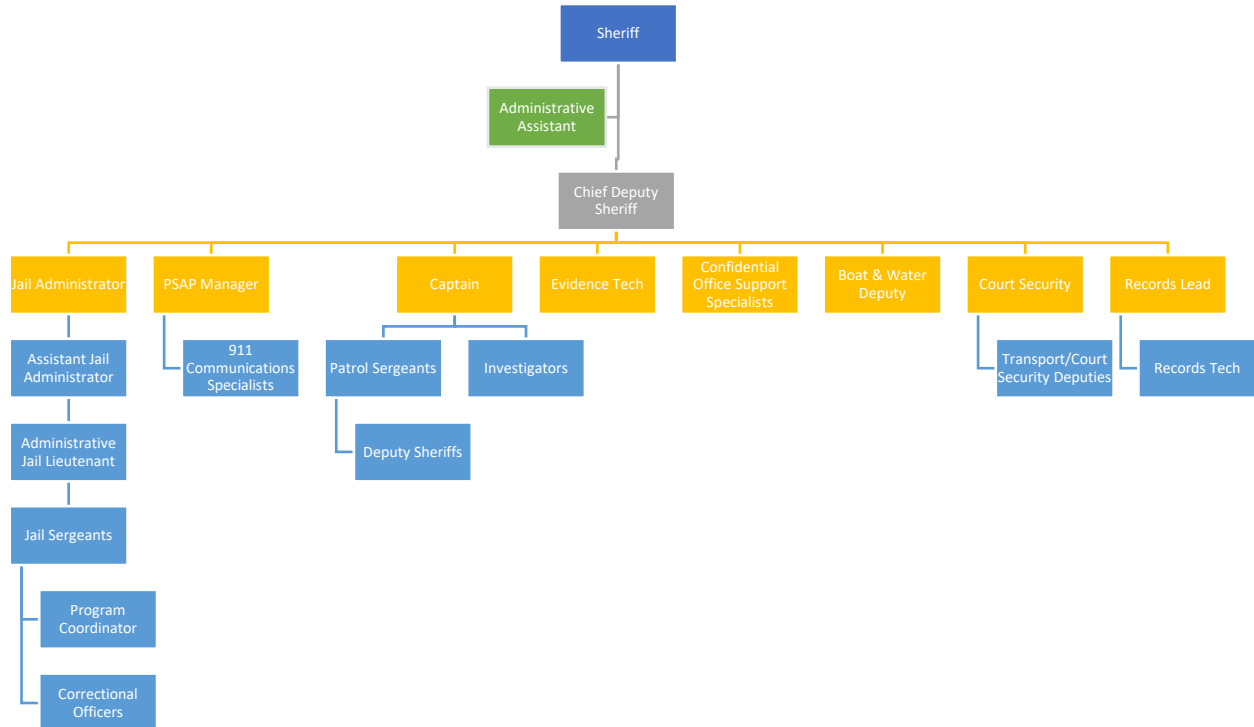 Sheriff
Administrative
Assistant
Chief Deputy
Sheriff
Jail Administrator
PSAP Manager
Captain
Evidence Tech
Confidential
Office Support
Specialists
Boat & Water
Deputy
Court Security
Records Lead
Assistant Jail
Administrator
911
Communications
Specialists
Patrol Sergeants
Investigators
Transport/Court
Security Deputies
Records Tech
Administrative
Jail Lieutenant
Deputy Sheriffs
Jail Sergeants
Program
Coordinator
Correctional
Officers